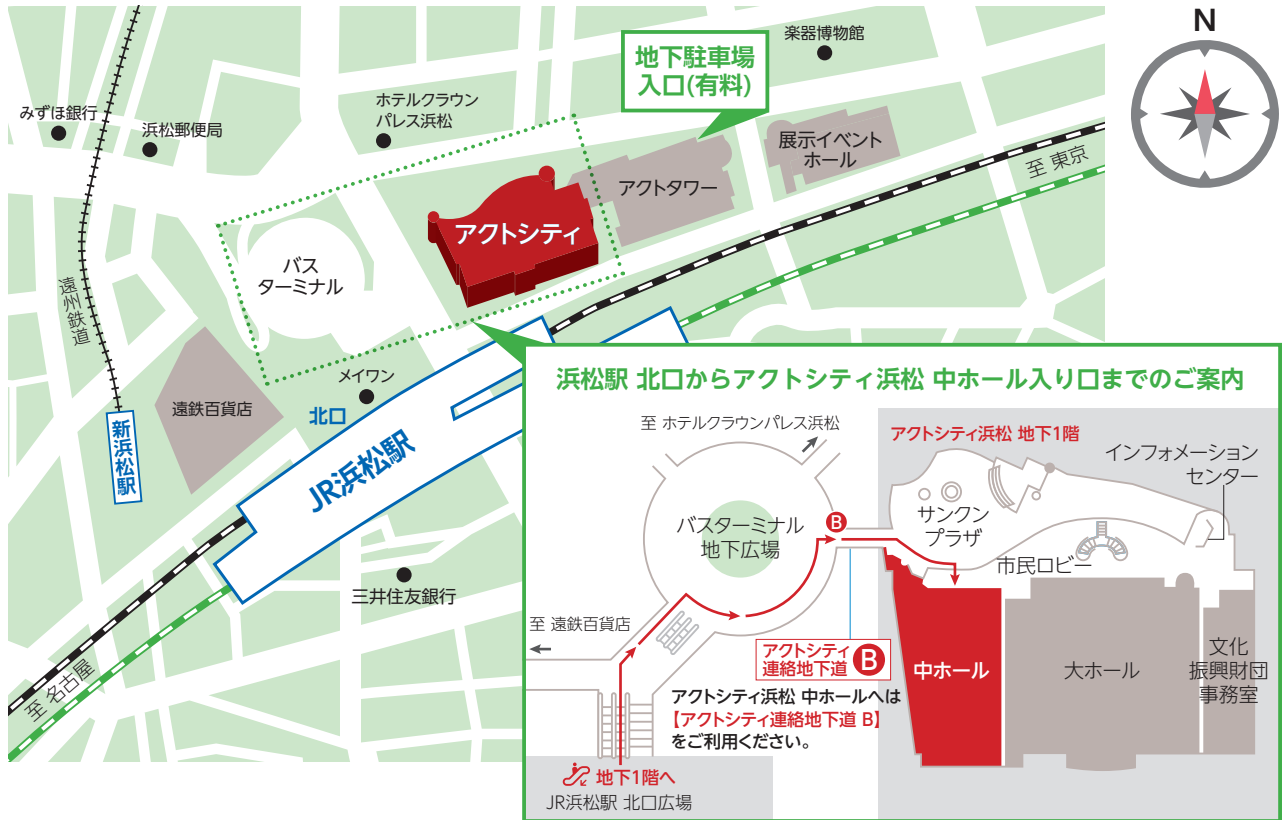 N
楽器博物館
地下駐車場
入口(有料)
みずほ銀行
浜松郵便局
ホテルクラウン
パレス浜松
展示イベント
ホール
至 東京
アクトタワー
アクトシティ
バス
ターミナル
遠州鉄道
メイワン
遠鉄百貨店
北口
新浜松駅
JR浜松駅
三井住友銀行
至 名古屋
浜松駅 北口からアクトシティ浜松 中ホール入り口までのご案内
至 ホテルクラウンパレス浜松
アクトシティ浜松 地下1階
インフォメーション
センター
サンクン
プラザ
B
バスターミナル
地下広場
市民ロビー
至 遠鉄百貨店
アクトシティ
連絡地下道 B
中ホール
大ホール
文化
振興財団
事務室
アクトシティ浜松 中ホールへは
【アクトシティ連絡地下道 B】
をご利用ください。
地下1階へ
JR浜松駅 北口広場